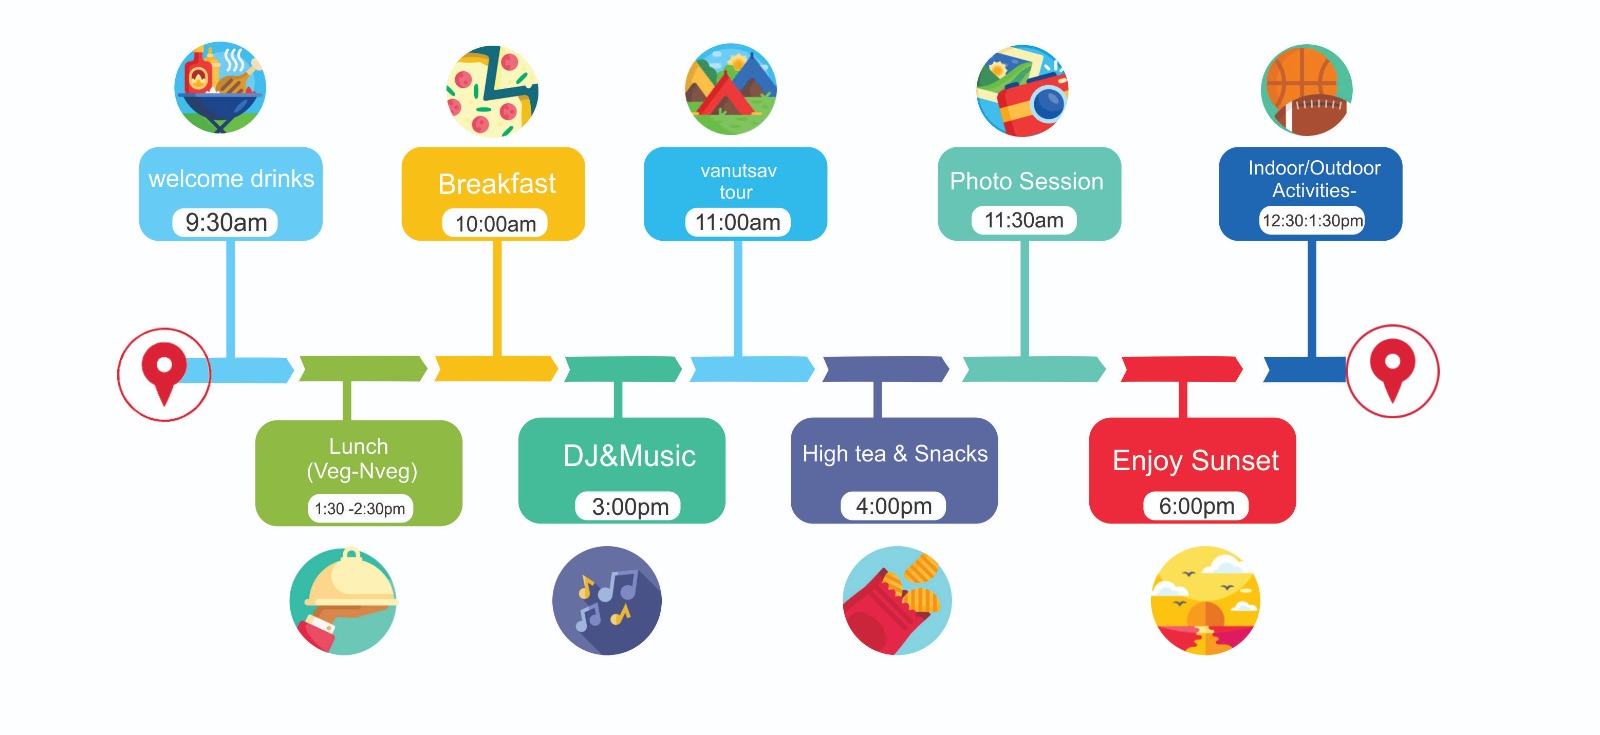 welcome drinks
9:30am
Breakfast
10:00am
vanutsav
tour
11:00am
Photo Session
11:30am
Indoor/Outdoor
Activities-
12:30:1:30pm
Lunch
(Veg-Nveg)
1:30 -2:30pm
DJ&Music
3:00pm
High tea & Snacks
4:00pm
Enjoy Sunset
6:00pm